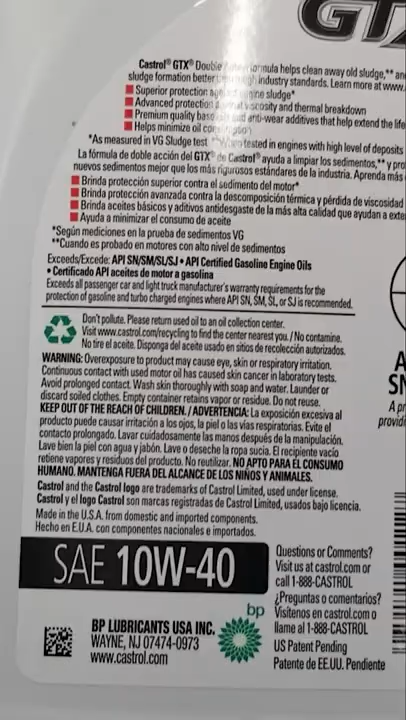 GTX
Castrol® GTX® Double formula helps clean away old sludge,** an
sludge formation better industry standards. Learn more at www.
Superior protection sludge*
Advanced protection viscosity and thermal breakdown
Premium quality base anti-wear additives that help extend the life
Helps minimize oil
*As measured in VG Sludge test tested in engines with high level of deposits
La fórmula de doble acción del GTX® de Castrol® ayuda a limpiar los sedimentos,** y pro
nuevos sedimentos mejor que los más rigurosos estándares de la industria. Aprenda más
Brinda protección superior contra el sedimento del motor*
Brinda protección avanzada contra la descomposición térmica y pérdida de viscosidad
Brinda aceites básicos y aditivos antidesgaste de la más alta calidad que ayudan a exte
Ayuda a minimizar el consumo de aceite
*Según mediciones en la prueba de sedimentos VG
**Cuando es probado en motores con alto nivel de sedimentos
Exceeds/Excede: API SN/SM/SL/SJ • API Certified Gasoline Engine Oils
• Certificado API aceites de motor a gasolina
Exceeds all passenger car and light truck manufacturer's warranty requirements for the
protection of gasoline and turbo charged engines where API SN, SM, SL, or SJ is recommended.
Don't pollute. Please return used oil to an oil collection center.
Visit www.castrol.com/recycling to find the center nearest you. / No contamine.
No tire el aceite. Disponga del aceite usado en sitios de recolección autorizados.
WARNING: Overexposure to product may cause eye, skin or respiratory irritation.
Continuous contact with used motor oil has caused skin cancer in laboratory tests.
Avoid prolonged contact. Wash skin thoroughly with soap and water. Launder or
discard soiled clothes. Empty container retains vapor or residue. Do not reuse.
KEEP OUT OF THE REACH OF CHILDREN. / ADVERTENCIA: La exposición excesiva al
producto puede causar irritación a los ojos, la piel o las vías respiratorias. Evite el
contacto prolongado. Lavar cuidadosamente las manos después de la manipulación.
Lave bien la piel con agua y jabón. Lave o deseche la ropa sucia. El recipiente vacío
retiene vapores y residuos del producto. No reutilizar. NO APTO PARA EL CONSUMO
HUMANO. MANTENGA FUERA DEL ALCANCE DE LOS NIÑOS Y ANIMALES.
Castrol and the Castrol logo are trademarks of Castrol Limited, used under license.
Castrol y el logo Castrol son marcas registradas de Castrol Limited, usados bajo licencia.
Made in the U.S.A. from domestic and imported components.
Hecho en E.U.A. con componentes nacionales e importados.
SAE 10W-40
BP LUBRICANTS USA INC.
WAYNE, NJ 07474-0973
www.castrol.com
bp
Questions or Comments?
Visit us at castrol.com or
call 1-888-CASTROL
¿Preguntas o comentarios?
Visítenos en castrol.com o
llame al 1-888-CASTROL
US Patent Pending
Patente de EE.UU. Pendiente
A
SN
A pr
provid